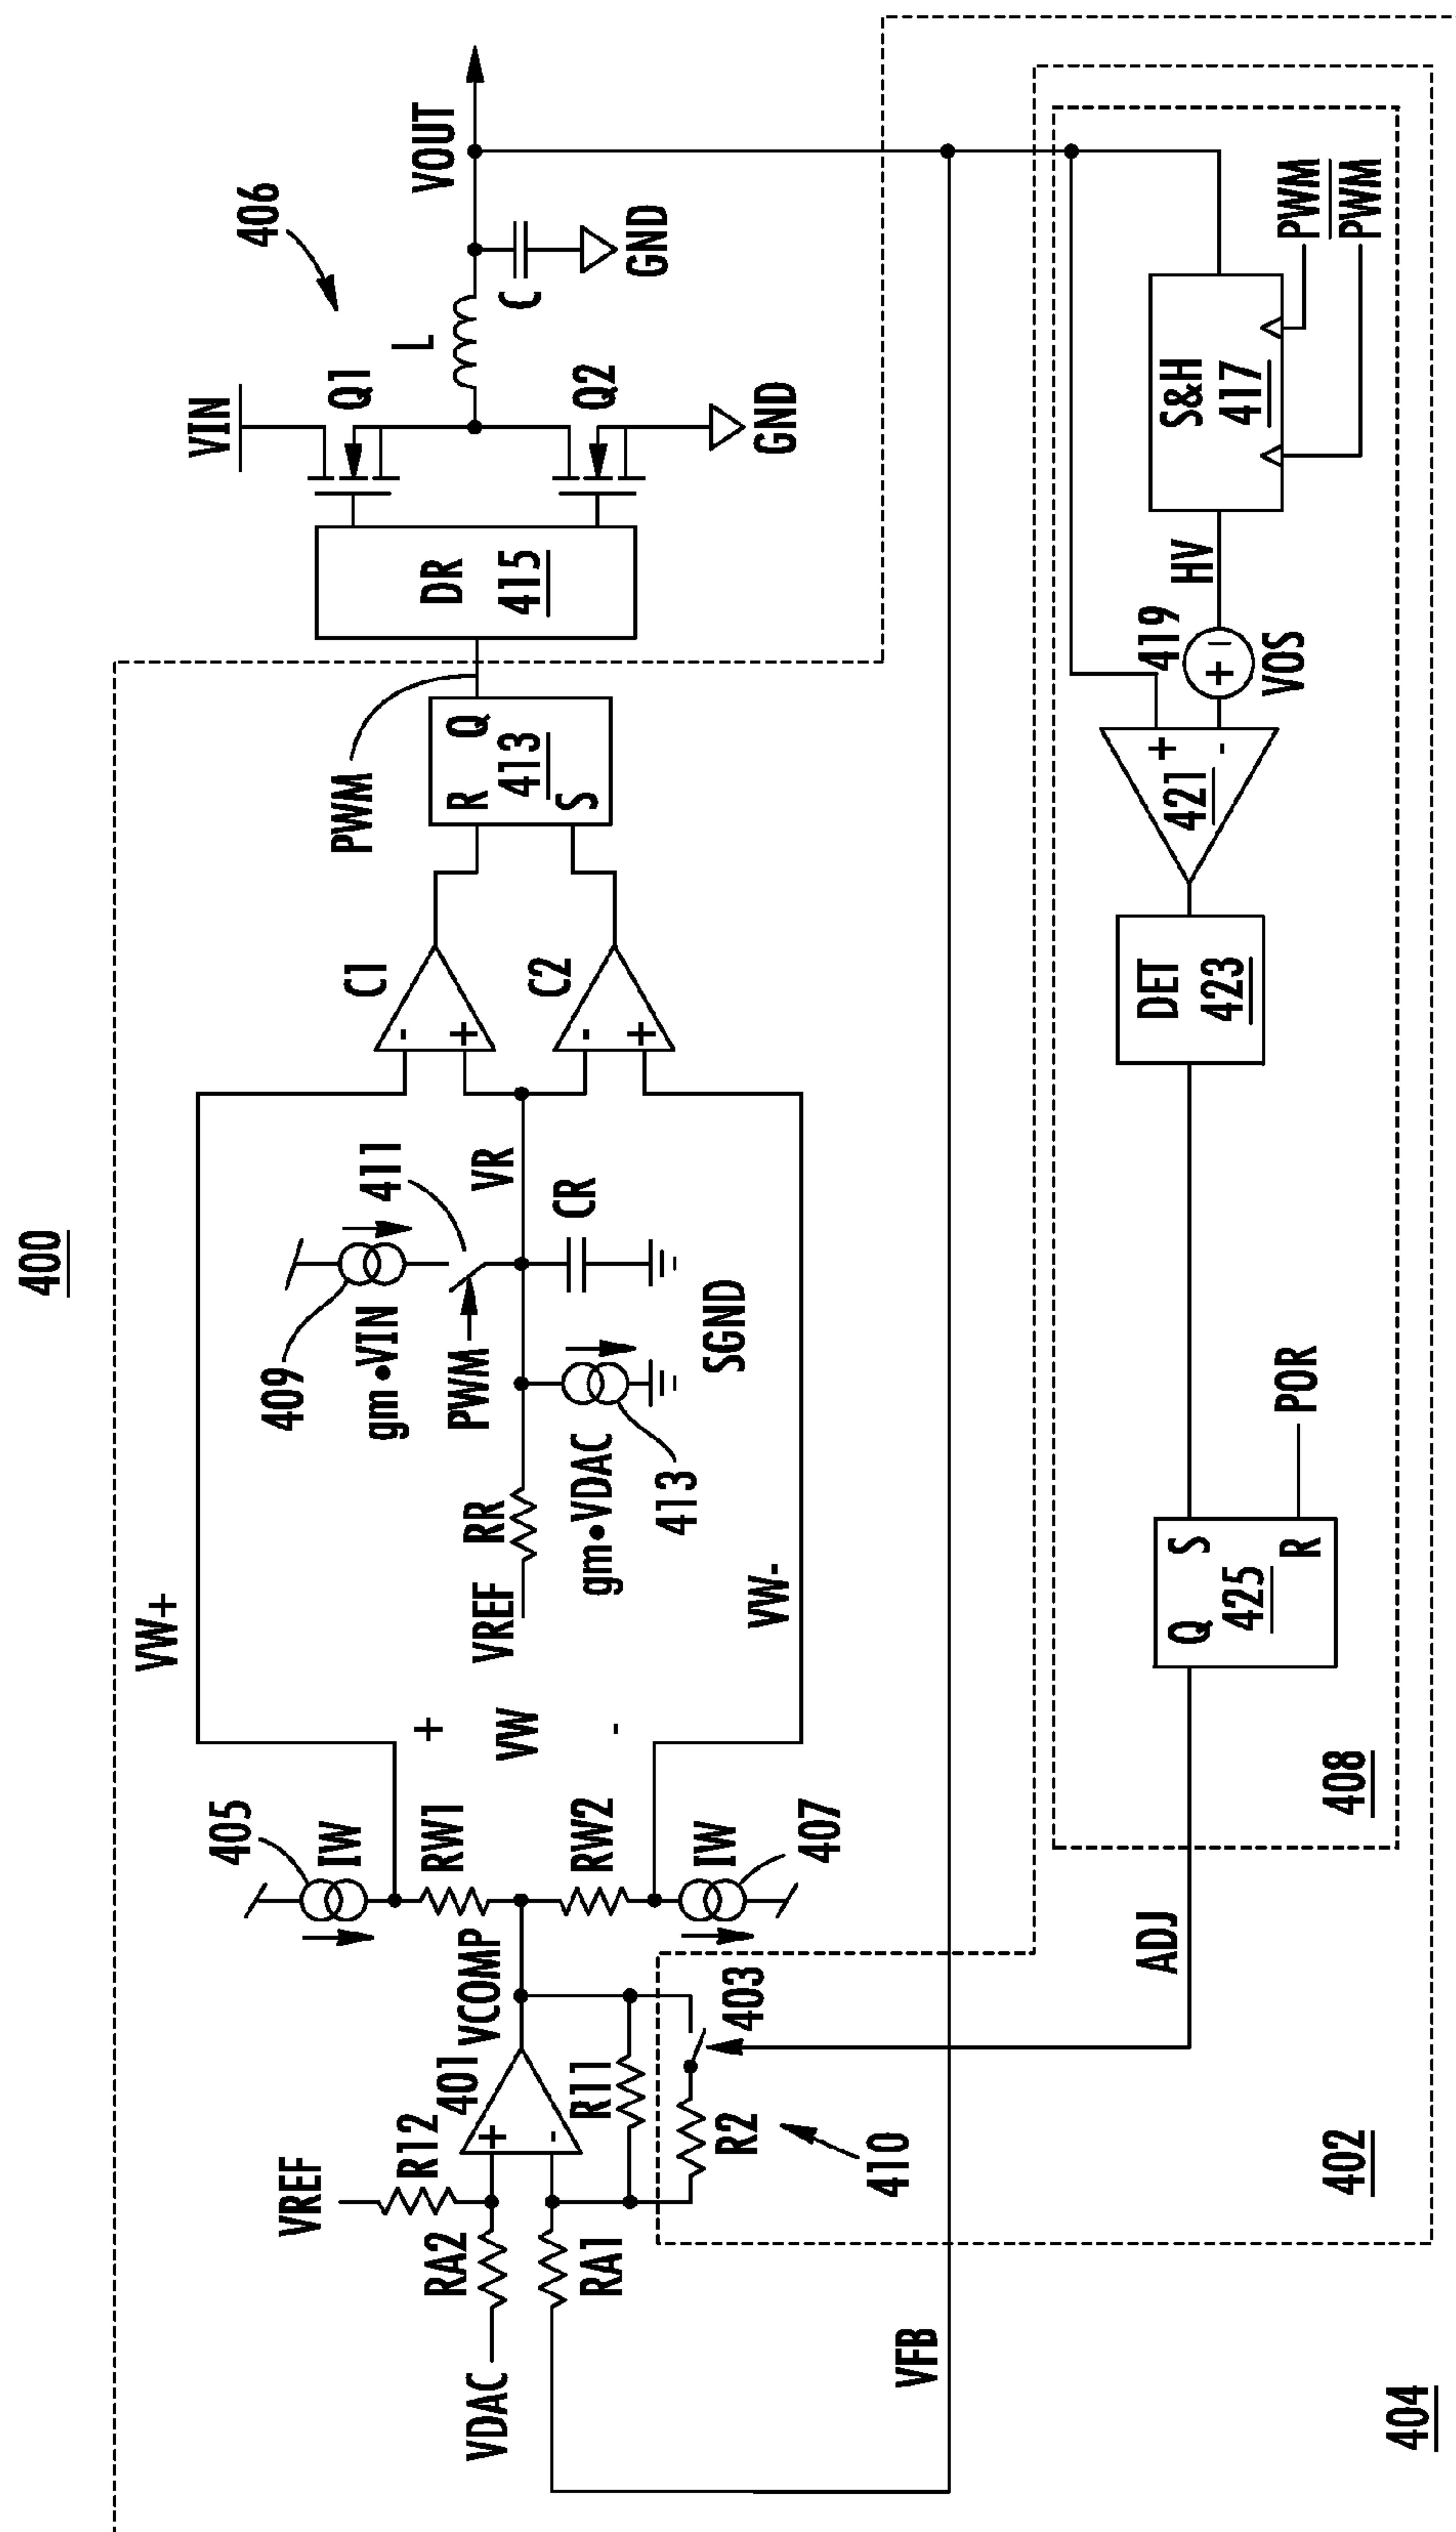 400
404
402
408
410
406
VDAC
RA2
VREF
R12
401
+
-
RA1
R11
R2
403
VCOMP
VFB
405
IW
RW1
RW2
IW
407
VW+
+
VW
-
VW-
VREF
RR
409
gm•VIN
PWM
411
gm•VDAC
413
SGND
VR
CR
C1
-
+
C2
-
+
PWM
R
Q
413
S
DR
415
VIN
Q1
Q2
GND
L
C
GND
VOUT
ADJ
Q
S
425
R
POR
DET
423
421
+
-
419
+
-
VOS
HV
S&H
417
PWM
PWM